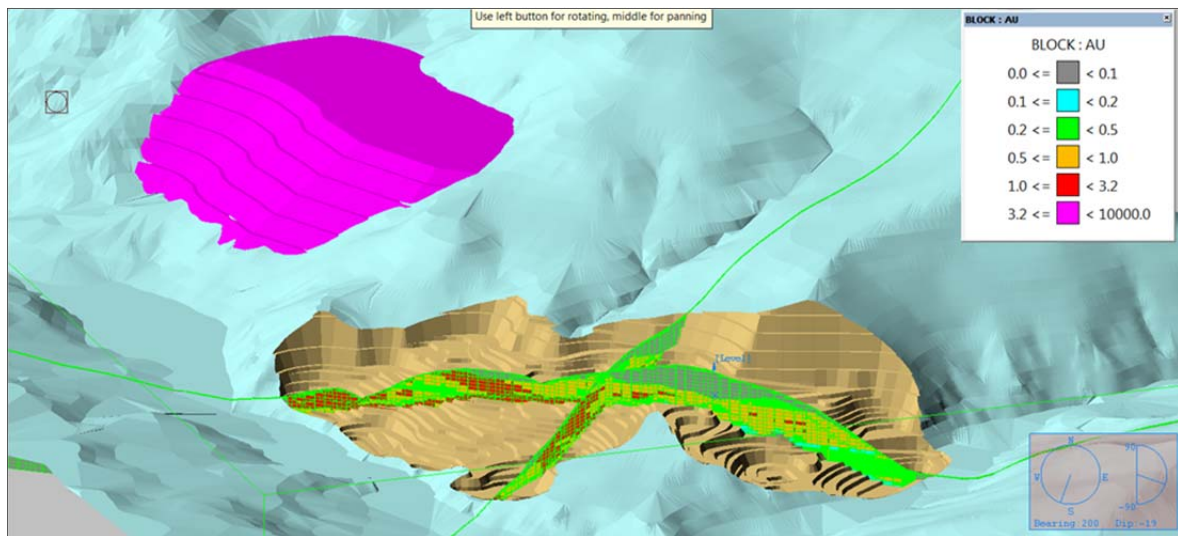 Use left button for rotating, middle for panning
BLOCK : AU
BLOCK : AU
0.0 <= < 0.1
0.1 <= < 0.2
0.2 <= < 0.5
0.5 <= < 1.0
1.0 <= < 3.2
3.2 <= < 10000.0
[Level]
N
90
W E
S
-90
Bearing:200 Dip:-19